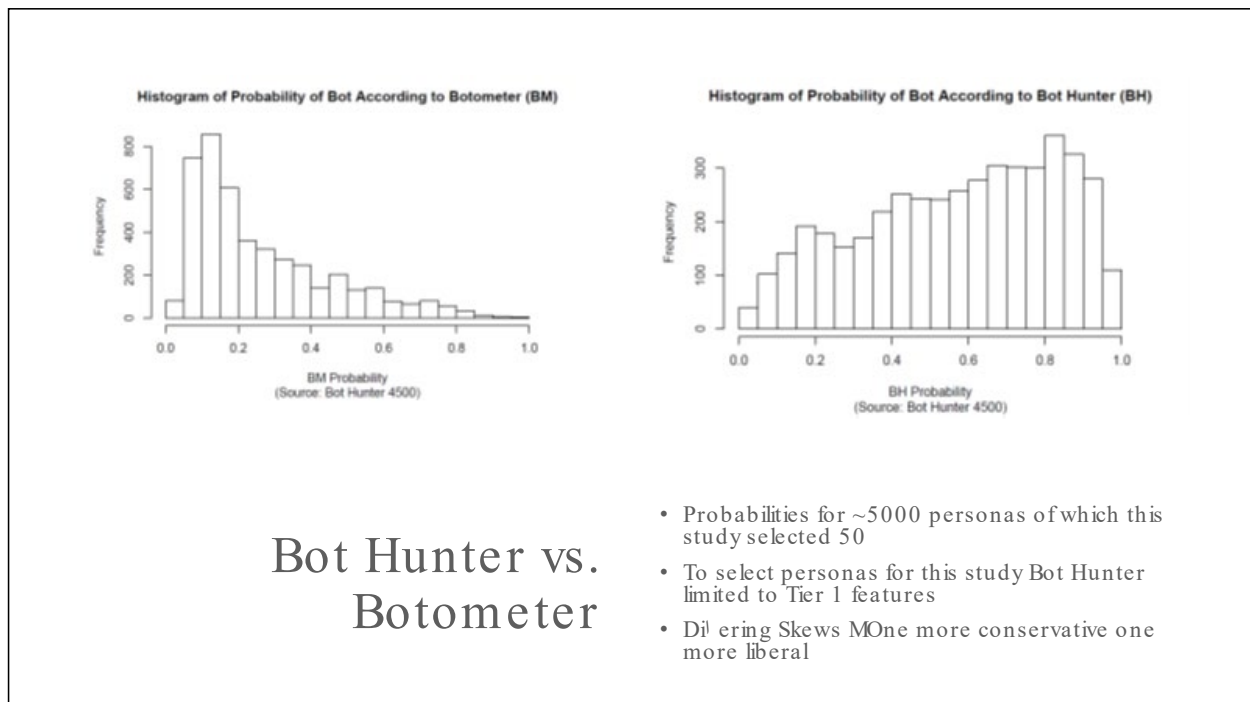 Histogram of Probability of Bot According to Botometer (BM)
Frequency
800
600
400
200
0
0.0 0.2 0.4 0.6 0.8 1.0
BM Probability
(Source: Bot Hunter 4500)
Histogram of Probability of Bot According to Bot Hunter (BH)
Frequency
300
200
100
0
0.0 0.2 0.4 0.6 0.8 1.0
BH Probability
(Source: Bot Hunter 4500)
Bot Hunter vs.
Botometer
• Probabilities for ~5000 personas of which this
study selected 50
• To select personas for this study Bot Hunter
limited to Tier 1 features
• Di\ ering Skews MOne more conservative one
more liberal